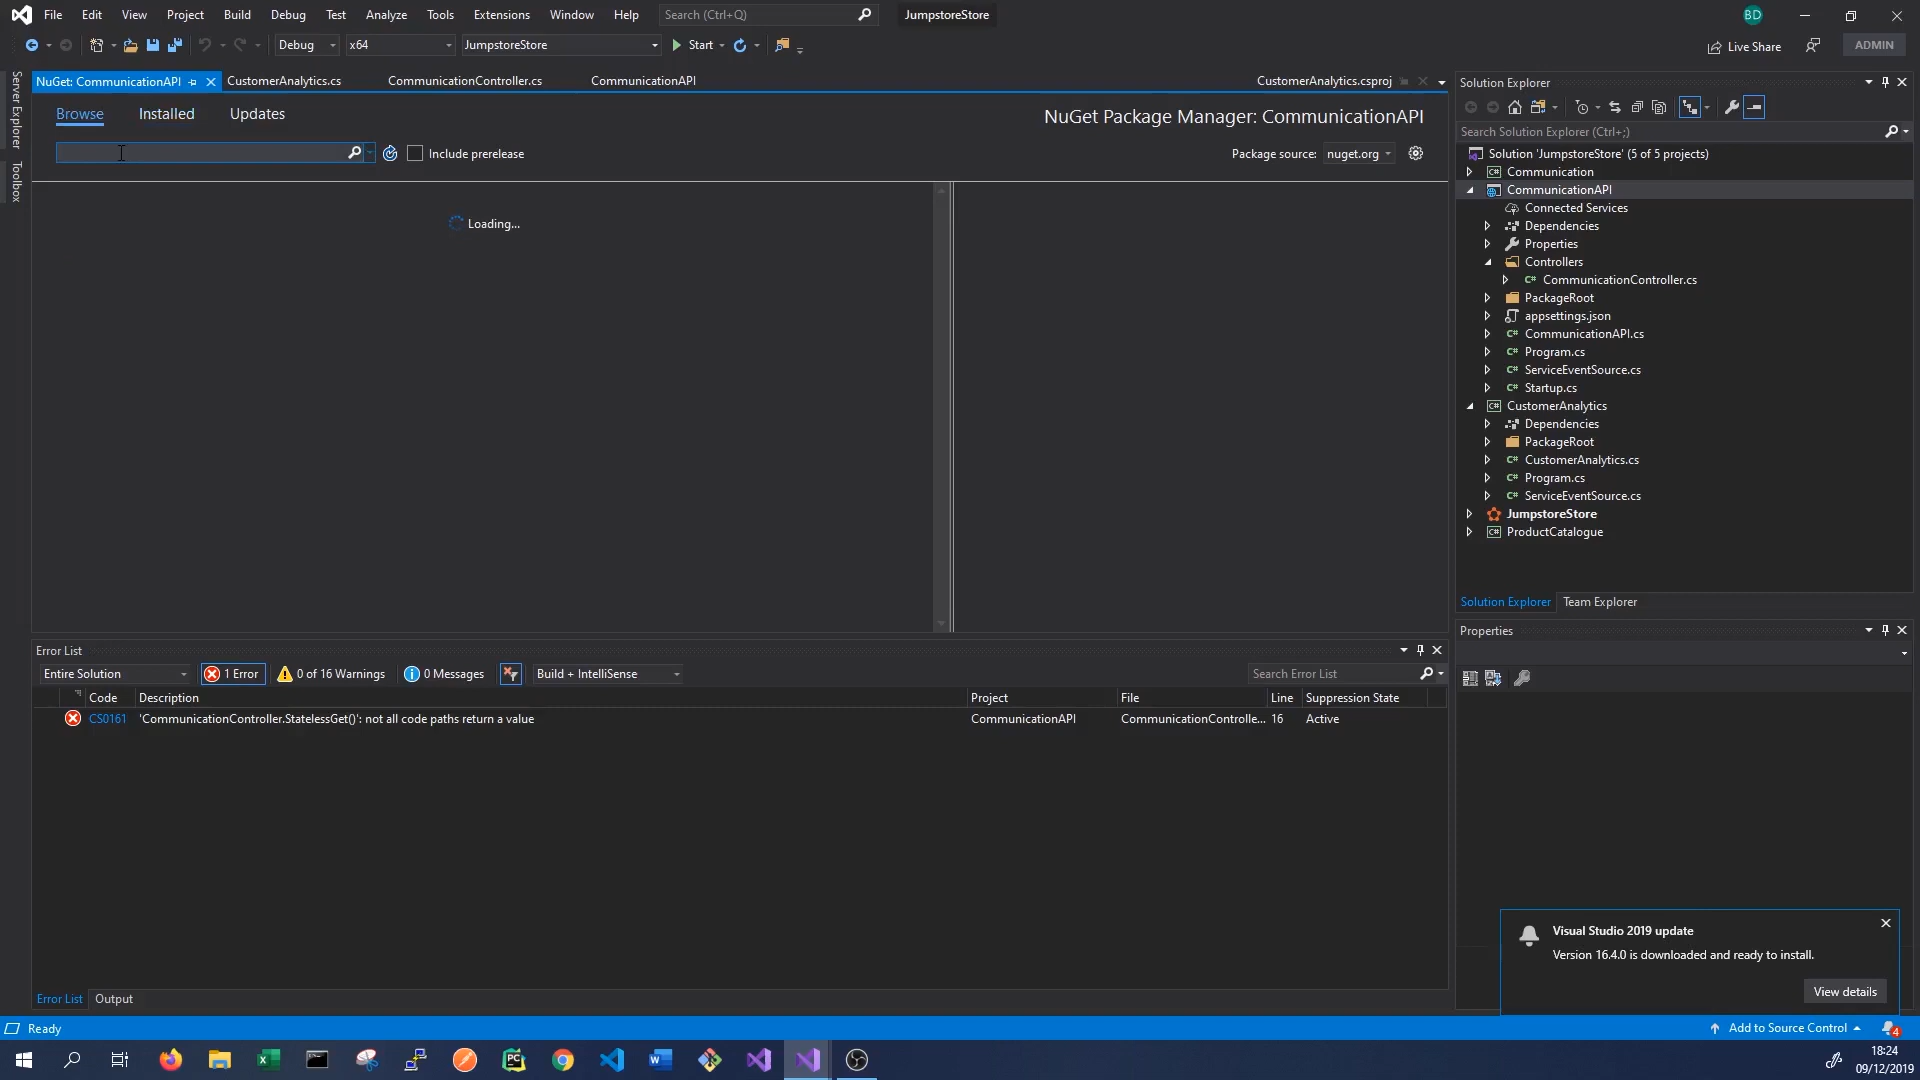 File Edit View Project Build Debug Test Analyze Tools Extensions Window Help Search (Ctrl+Q) JumpstoreStore BD
Debug x64 JumpstoreStore Start Live Share ADMIN
Server Explorer
Toolbox
NuGet: CommunicationAPI CustomerAnalytics.cs CommunicationController.cs CommunicationAPI CustomerAnalytics.csproj
Browse Installed Updates
NuGet Package Manager: CommunicationAPI
Include prerelease
Package source: nuget.org
Loading...
Solution Explorer
Search Solution Explorer (Ctrl+;)
Solution 'JumpstoreStore' (5 of 5 projects)
Communication
CommunicationAPI
Connected Services
Dependencies
Properties
Controllers
CommunicationController.cs
PackageRoot
appsettings.json
CommunicationAPI.cs
Program.cs
ServiceEventSource.cs
Startup.cs
CustomerAnalytics
Dependencies
PackageRoot
CustomerAnalytics.cs
Program.cs
ServiceEventSource.cs
JumpstoreStore
ProductCatalogue
Solution Explorer Team Explorer
Properties
Error List
Entire Solution 1 Error 0 of 16 Warnings 0 Messages Build + IntelliSense Search Error List
Code Description Project File Line Suppression State
CS0161 'CommunicationController.StatelessGet()': not all code paths return a value CommunicationAPI CommunicationControlle... 16 Active
Error List Output
Visual Studio 2019 update
Version 16.4.0 is downloaded and ready to install.
View details
Ready Add to Source Control 4
18:24
09/12/2019